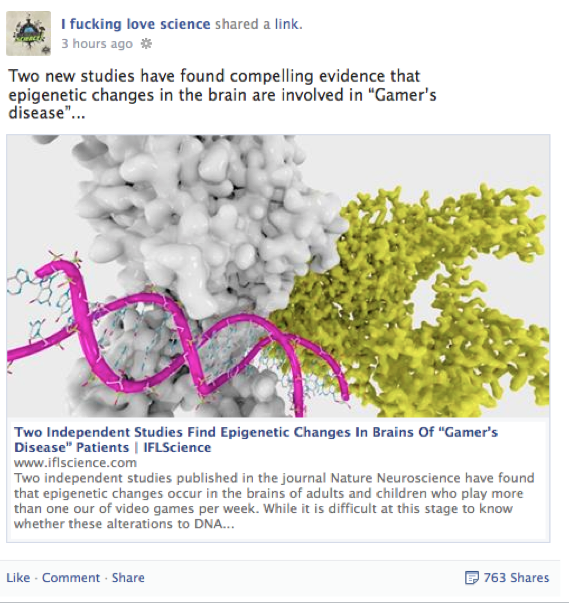 I fucking love science shared a link.
3 hours ago
Two new studies have found compelling evidence that
epigenetic changes in the brain are involved in “Gamer’s
disease”...
Two Independent Studies Find Epigenetic Changes In Brains Of “Gamer’s
Disease” Patients | IFLScience
www.iflscience.com
Two independent studies published in the journal Nature Neuroscience have found
that epigenetic changes occur in the brains of adults and children who play more
than one our of video games per week. While it is difficult at this stage to know
whether these alterations to DNA...
Like · Comment · Share
763 Shares